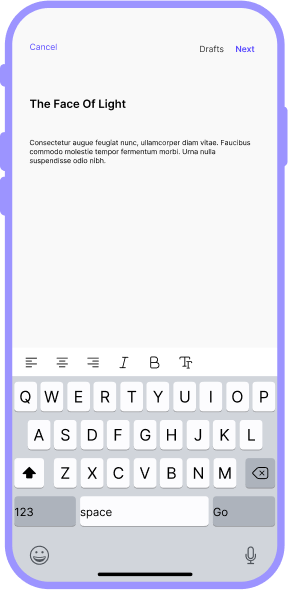 Cancel Drafts Next
The Face Of Light
Consectetur augue feugiat nunc, ullamcorper diam vitae. Faucibus
commodo molestie tempor fermentum morbi. Urna nulla
suspendisse odio nibh.
I B Tr
Q W E R T Y U I O P
A S D F G H J K L
Z X C V B N M
123 space Go